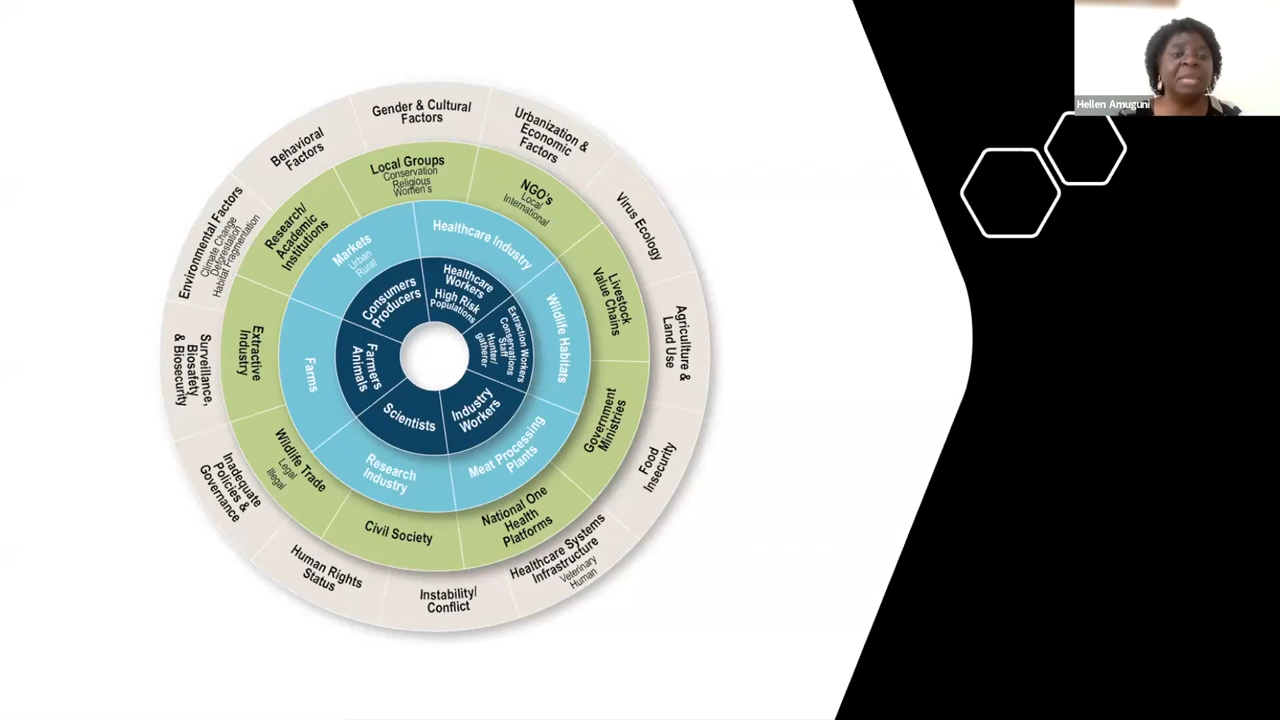 Hellen Amuguni
Gender & Cultural
Factors
Urbanization &
Economic
Factors
Virus Ecology
Agriculture &
Land Use
Food
Insecurity
Healthcare Systems
Infrastructure
Veterinary
Human
Instability/
Conflict
Human Rights
Status
Inadequate
Policies &
Governance
Surveillance,
Biosafety
& Biosecurity
Environmental Factors
Climate Change
Deforestation
Habitat Fragmentation
Behavioral
Factors
Local Groups
Conservation
Religious
Women's
NGO's
Local
International
Livestock
Value Chains
Government
Ministries
National One
Health
Platforms
Civil Society
Wildlife Trade
Legal
Illegal
Extractive
Industry
Research/
Academic
Institutions
Healthcare Industry
Wildlife Habitats
Meat Processing
Plants
Research
Industry
Farms
Markets
Urban
Rural
Healthcare
Workers
High Risk
Populations
Extraction Workers
Conservations
Staff
Hunter/
gatherer
Industry
Workers
Scientists
Farmers
Animals
Consumers
Producers